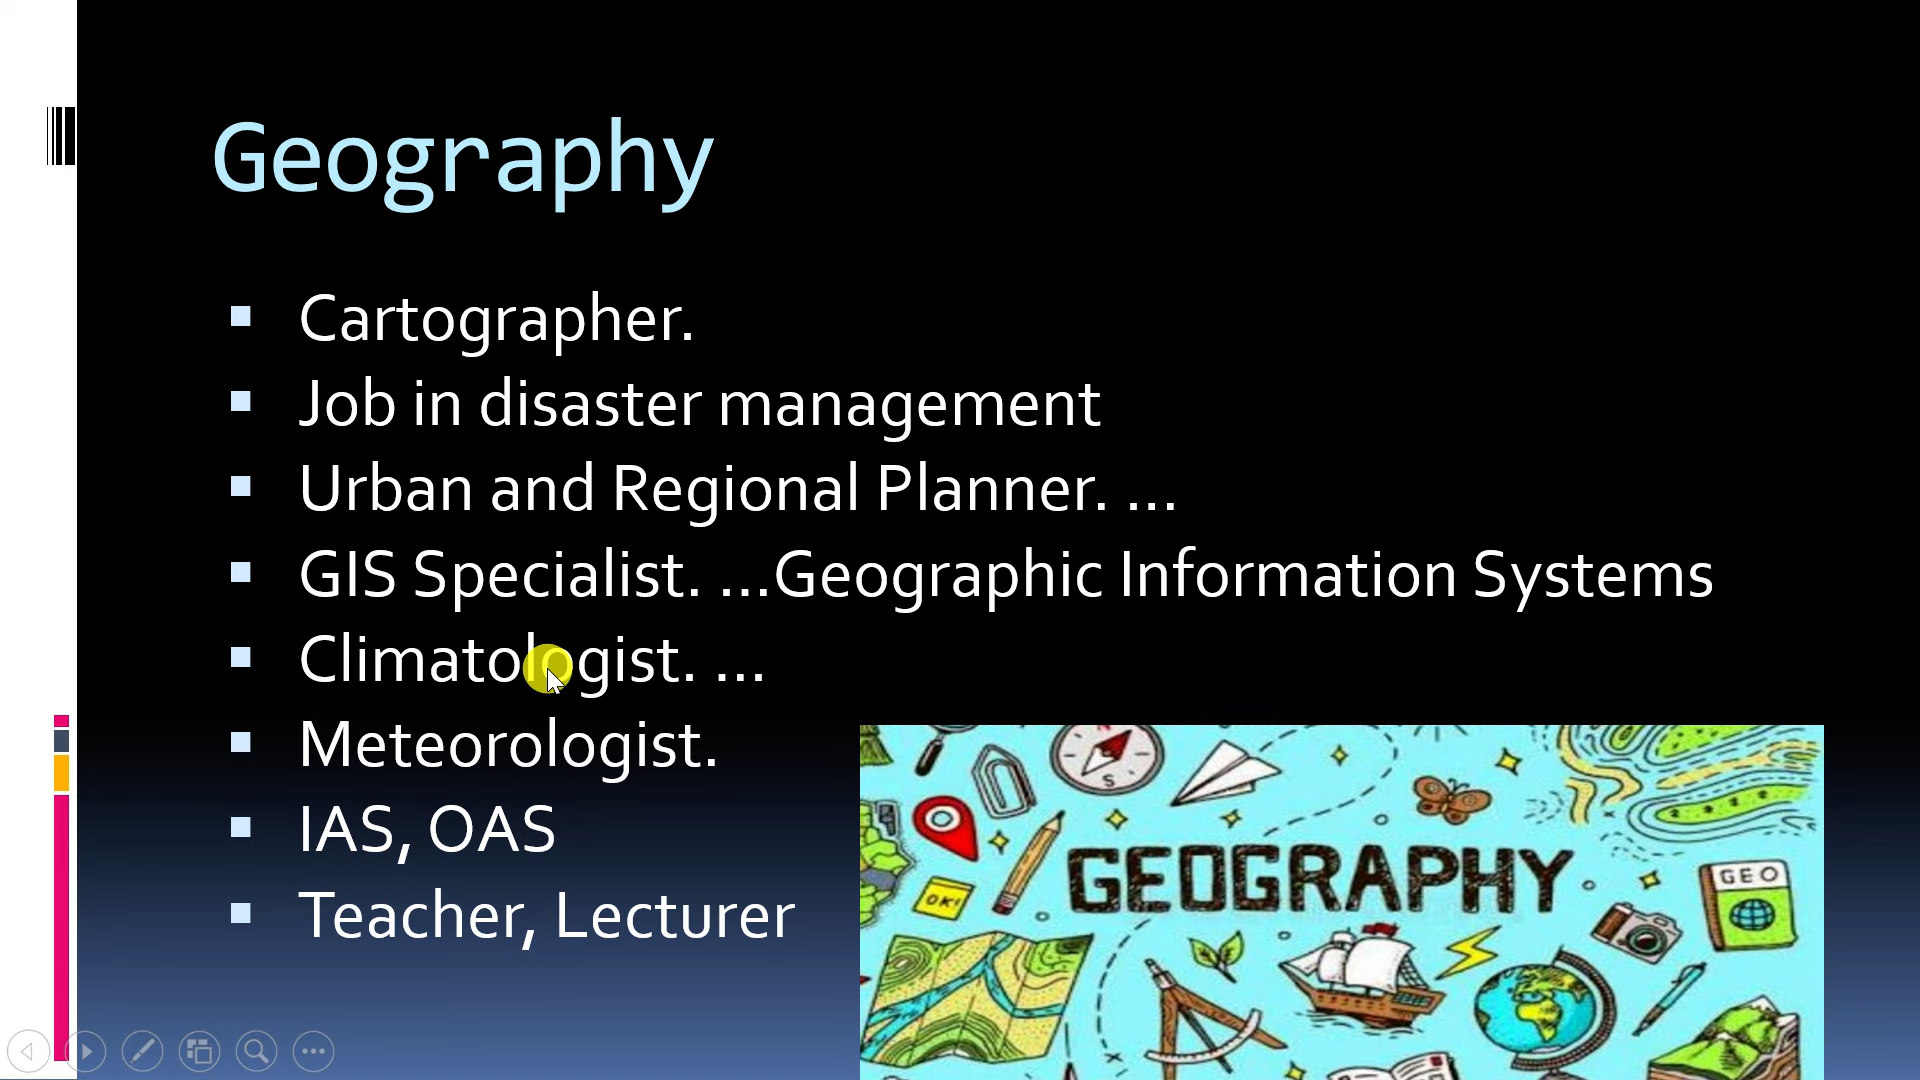 Geography
Cartographer.
Job in disaster management
Urban and Regional Planner. ...
GIS Specialist. ...Geographic Information Systems
Climatologist. ...
Meteorologist.
IAS, OAS
Teacher, Lecturer
N
S
GEOGRAPHY
GEO
OK!